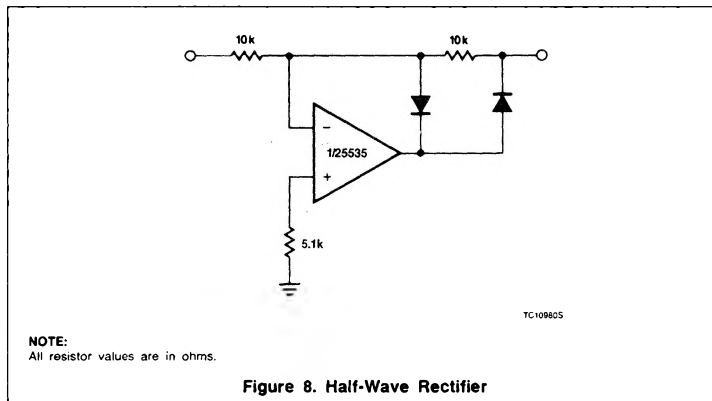 10k
10k
−
1/25535
+
5.1k
TC10980S
NOTE:
All resistor values are in ohms.
Figure 8. Half-Wave Rectifier